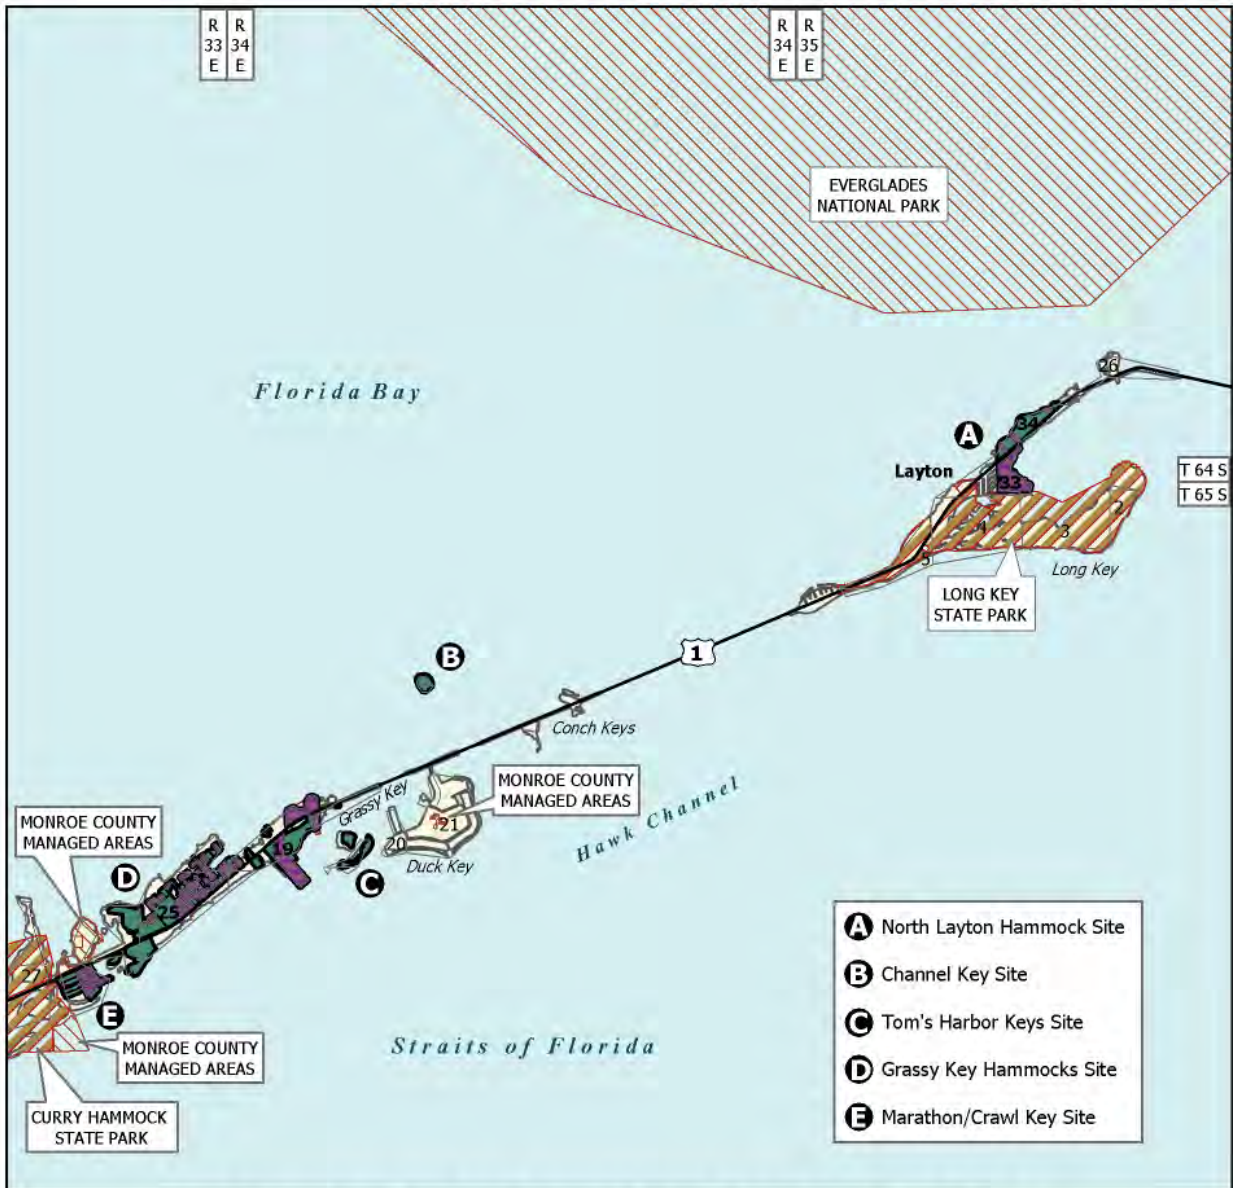 R R
33 34
E E
R R
34 35
E E
EVERGLADES
NATIONAL PARK
Florida Bay
26
34
A
Layton
33
T 64 S
T 65 S
2
4
3
5
Long Key
LONG KEY
STATE PARK
1
B
Conch Keys
MONROE COUNTY
MANAGED AREAS
Grassy Key
Hawk Channel
MONROE COUNTY
MANAGED AREAS
21
20
19
Duck Key
D
C
25
27
E
Straits of Florida
MONROE COUNTY
MANAGED AREAS
CURRY HAMMOCK
STATE PARK
A North Layton Hammock Site
B Channel Key Site
C Tom's Harbor Keys Site
D Grassy Key Hammocks Site
E Marathon/Crawl Key Site